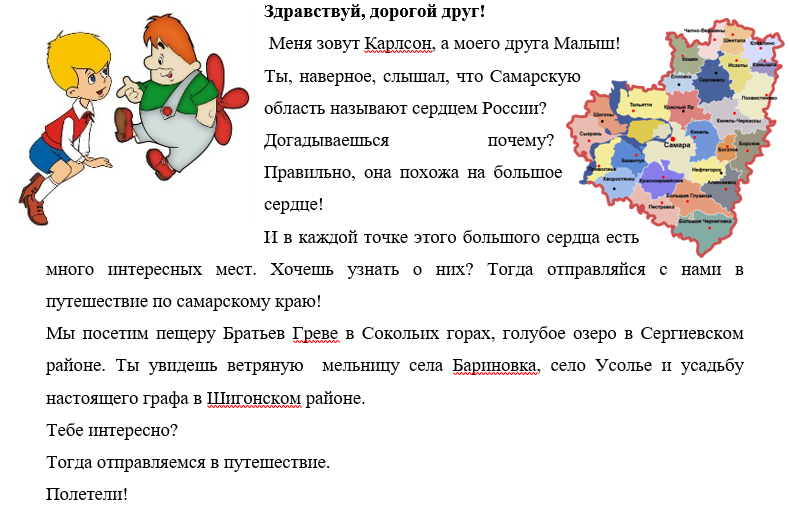 Здравствуй, дорогой друг!
Меня зовут Карлсон, а моего друга Малыш!
Ты, наверное, слышал, что Самарскую
область называют сердцем России?
Догадываешься почему?
Правильно, она похожа на большое
сердце!
И в каждой точке этого большого сердца есть
много интересных мест. Хочешь узнать о них? Тогда отправляйся с нами в
путешествие по самарскому краю!
Мы посетим пещеру Братьев Греве в Сокольих горах, голубое озеро в Сергиевском
районе. Ты увидешь ветряную мельницу села Бариновка, село Усолье и усадьбу
настоящего графа в Шигонском районе.
Тебе интересно?
Тогда отправляемся в путешествие.
Полетели!
Челно-Вершины
Шентала
Клявлино
Кошки
Исаклы
Камышла
Елховка
Сергиевск
Похвистнево
Тольятти
Красный Яр
Шигоны
Кинель-Черкассы
Сызрань
Самара
Кинель
Богатое
Борское
Безенчук
Приволжье
Нефтегорск
Хворостянка
Красноармейское
Алексеевка
Большая Глушица
Пестравка
Большая Черниговка